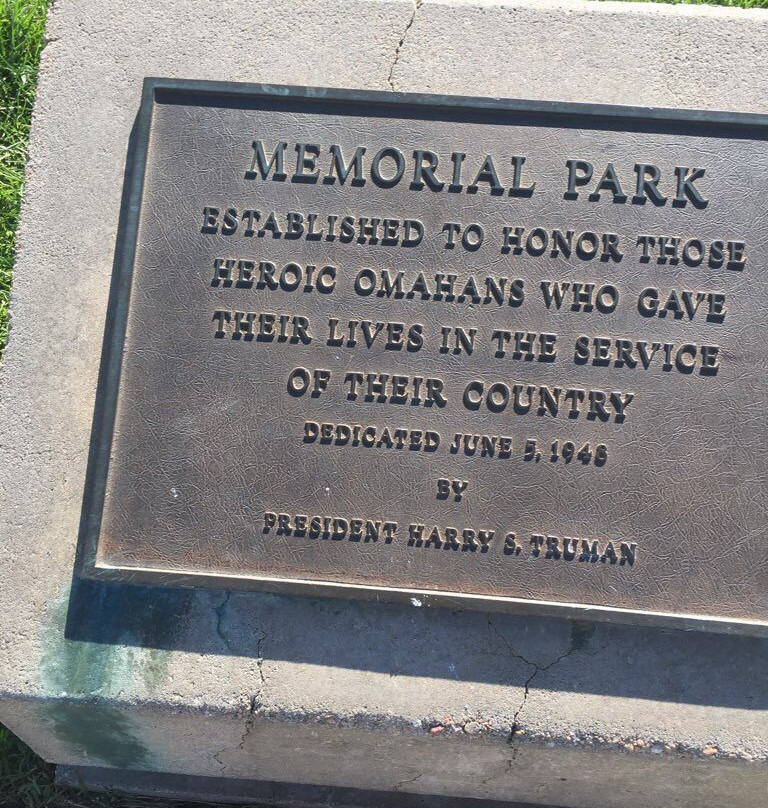 MEMORIAL PARK
ESTABLISHED TO HONOR THOSE
HEROIC OMAHANS WHO GAVE
THEIR LIVES IN THE SERVICE
OF THEIR COUNTRY
DEDICATED JUNE 5, 1948
BY
PRESIDENT HARRY S. TRUMAN